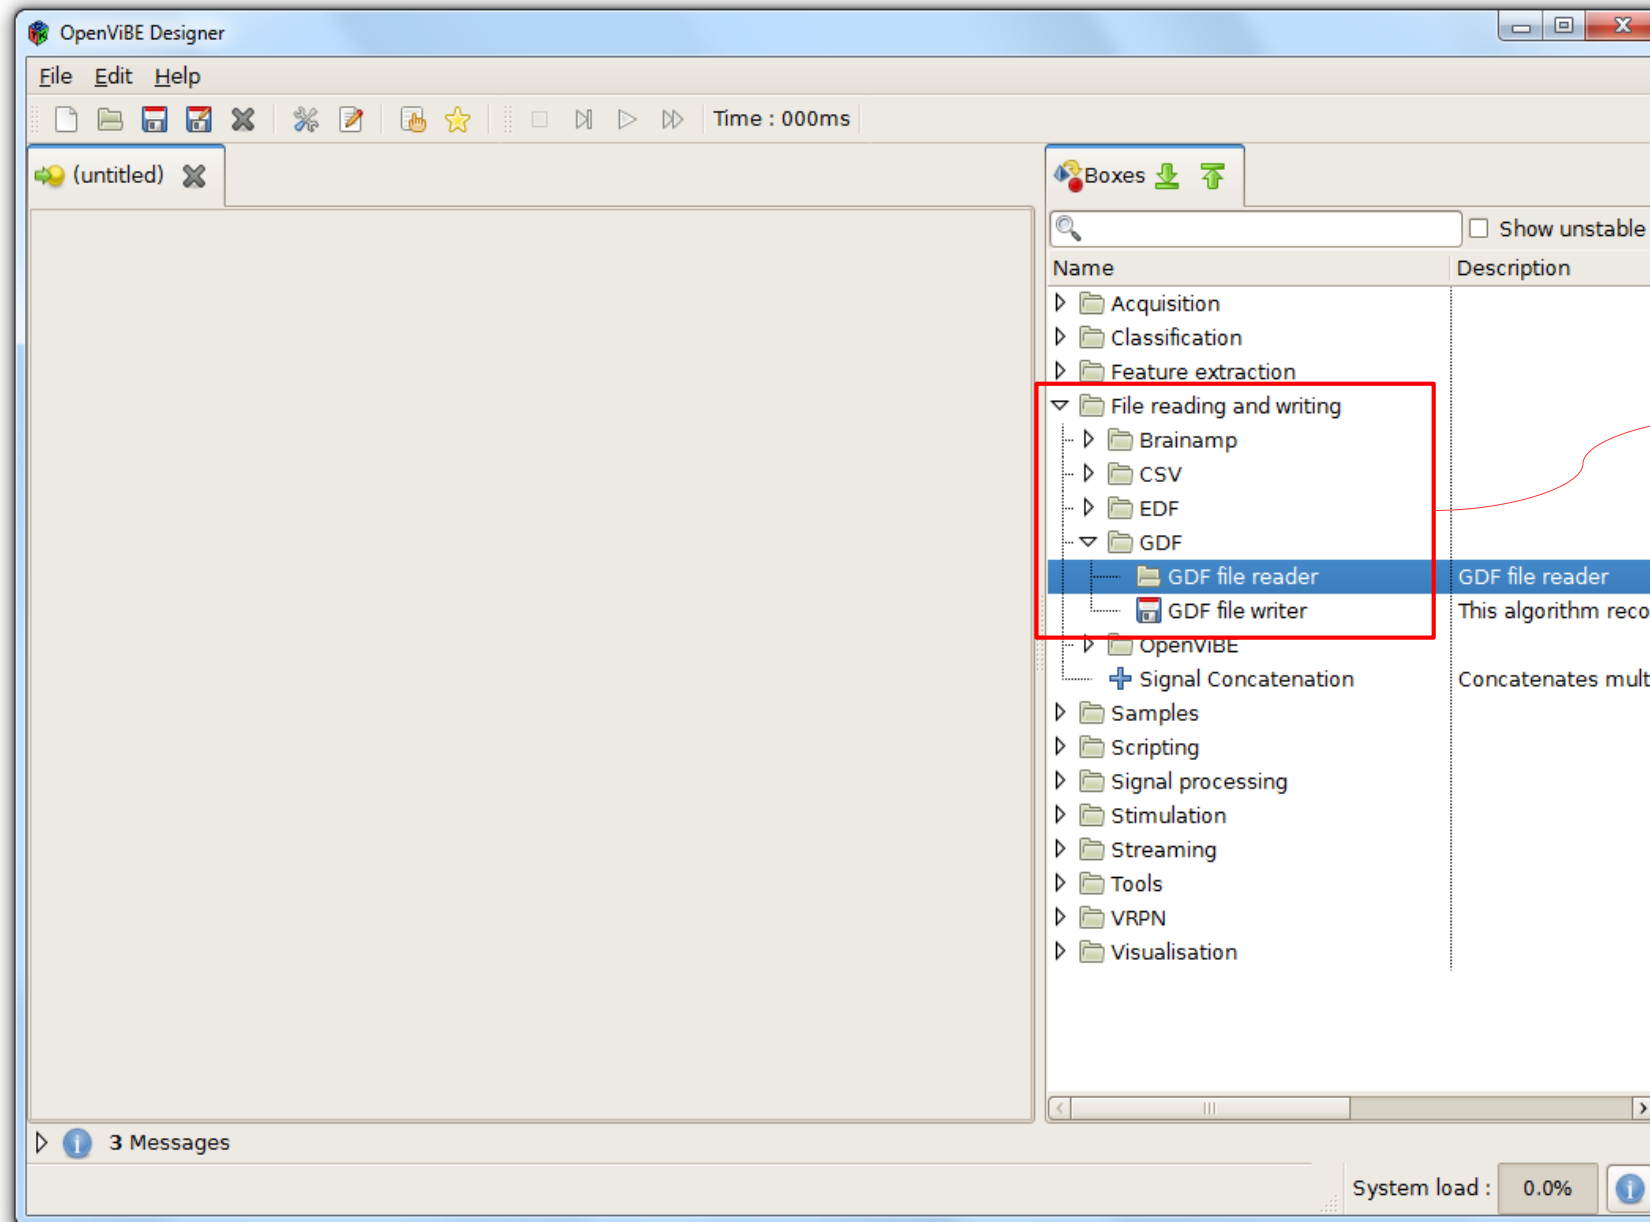 OpenViBE Designer
File Edit Help
Time : 000ms
(untitled)
Boxes
Show unstable
Name Description
Acquisition
Classification
Feature extraction
File reading and writing
Brainamp
CSV
EDF
GDF
GDF file reader GDF file reader
GDF file writer This algorithm reco
OpenViBE
Signal Concatenation Concatenates mult
Samples
Scripting
Signal processing
Stimulation
Streaming
Tools
VRPN
Visualisation
3 Messages
System load : 0.0%